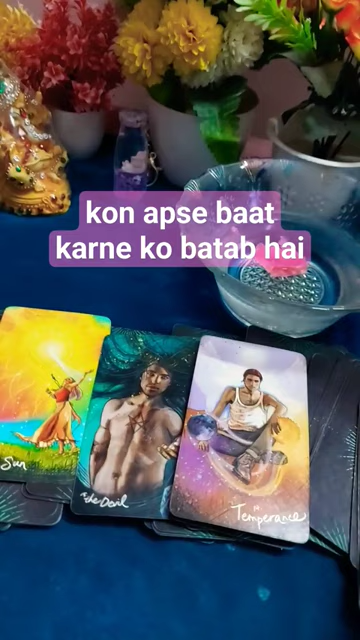 kon apse baat
karne ko batab hai
Sun
the Devil
Temperance